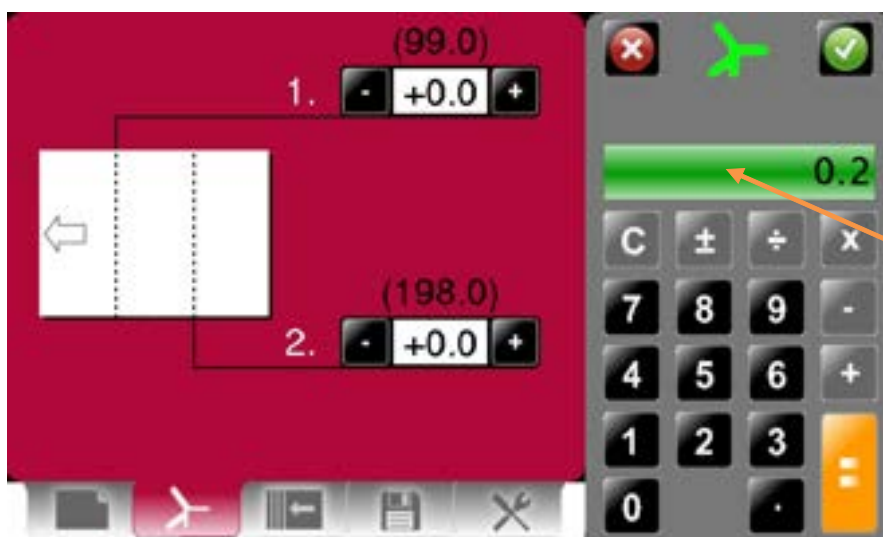 (99.0)
1. - +0.0 +
(198.0)
2. - +0.0 +
0.2
C ± ÷ x
7 8 9 -
4 5 6 +
1 2 3 =
0 .